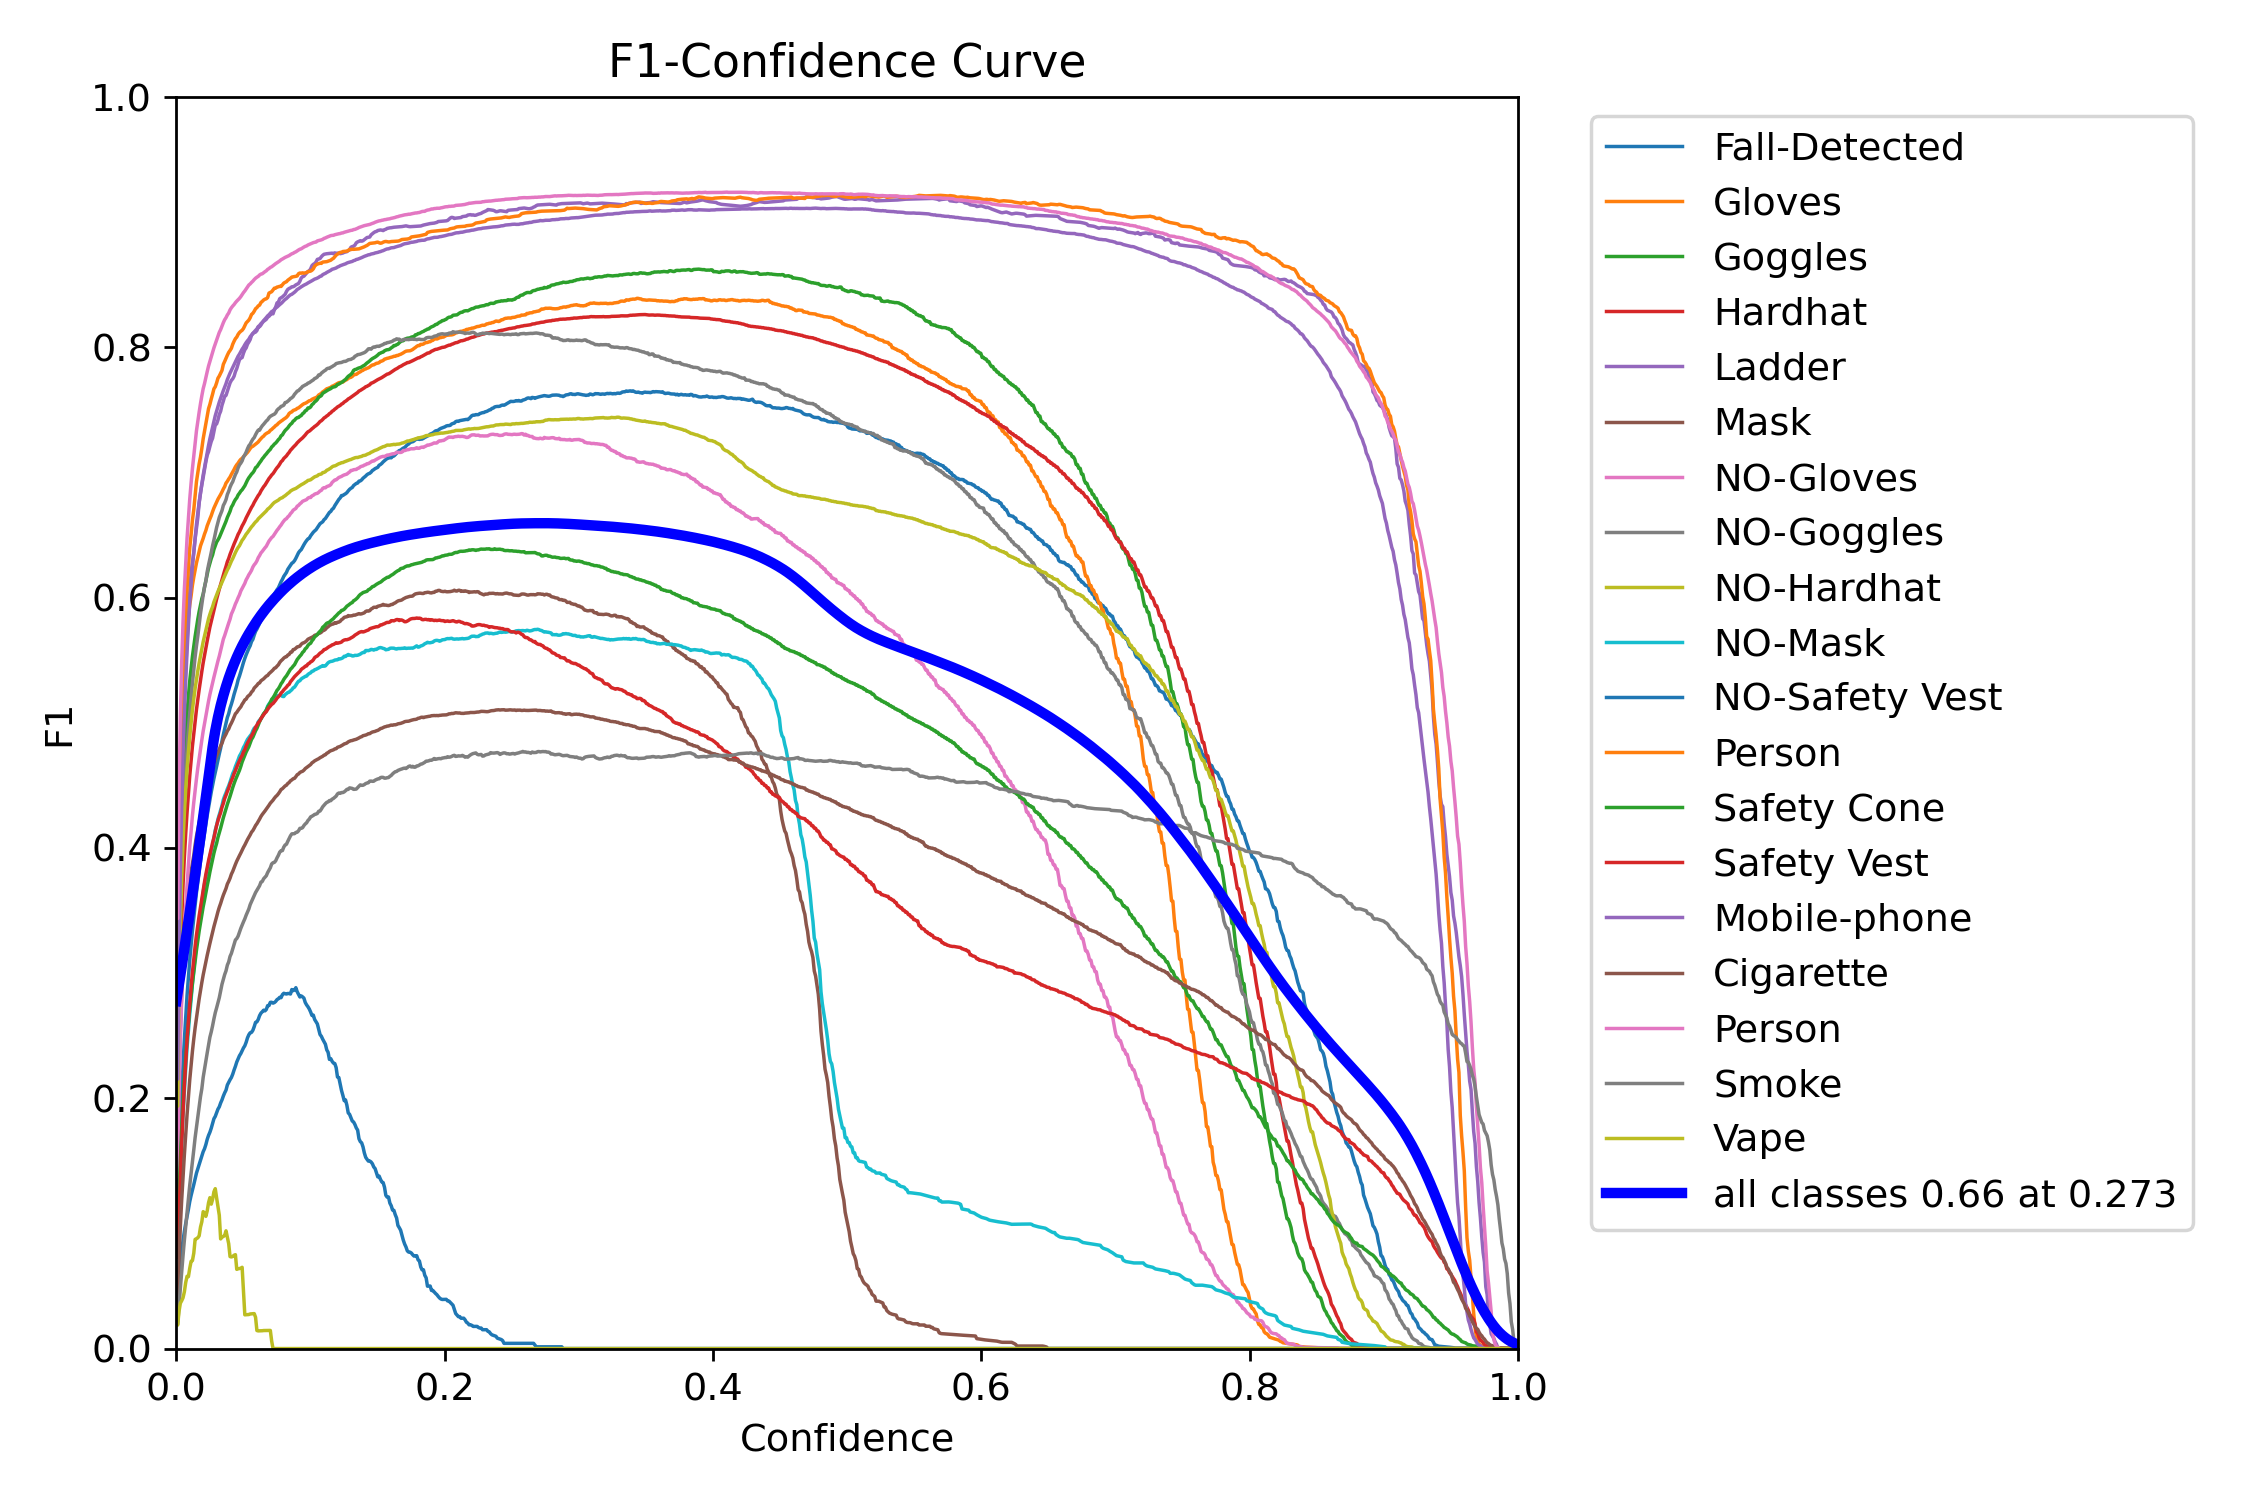 F1-Confidence Curve
1.0
0.8
0.6
0.4
0.2
0.0
F1
0.0 0.2 0.4 0.6 0.8 1.0
Confidence
Fall-Detected
Gloves
Goggles
Hardhat
Ladder
Mask
NO-Gloves
NO-Goggles
NO-Hardhat
NO-Mask
NO-Safety Vest
Person
Safety Cone
Safety Vest
Mobile-phone
Cigarette
Person
Smoke
Vape
all classes 0.66 at 0.273